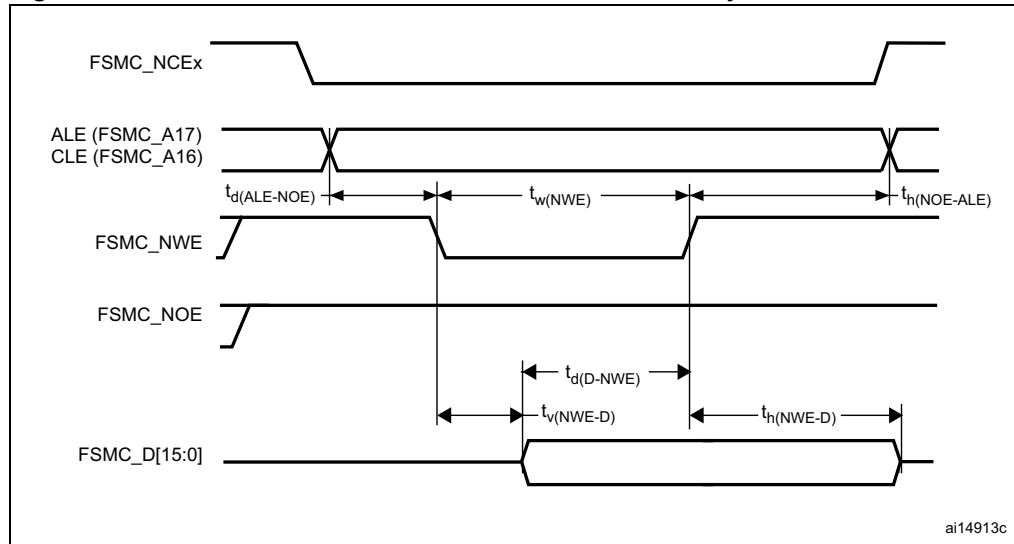 FSMC_NCEx
ALE (FSMC_A17)
CLE (FSMC_A16)
td(ALE-NOE)
tw(NWE)
th(NOE-ALE)
FSMC_NWE
FSMC_NOE
td(D-NWE)
tv(NWE-D)
th(NWE-D)
FSMC_D[15:0]
ai14913c